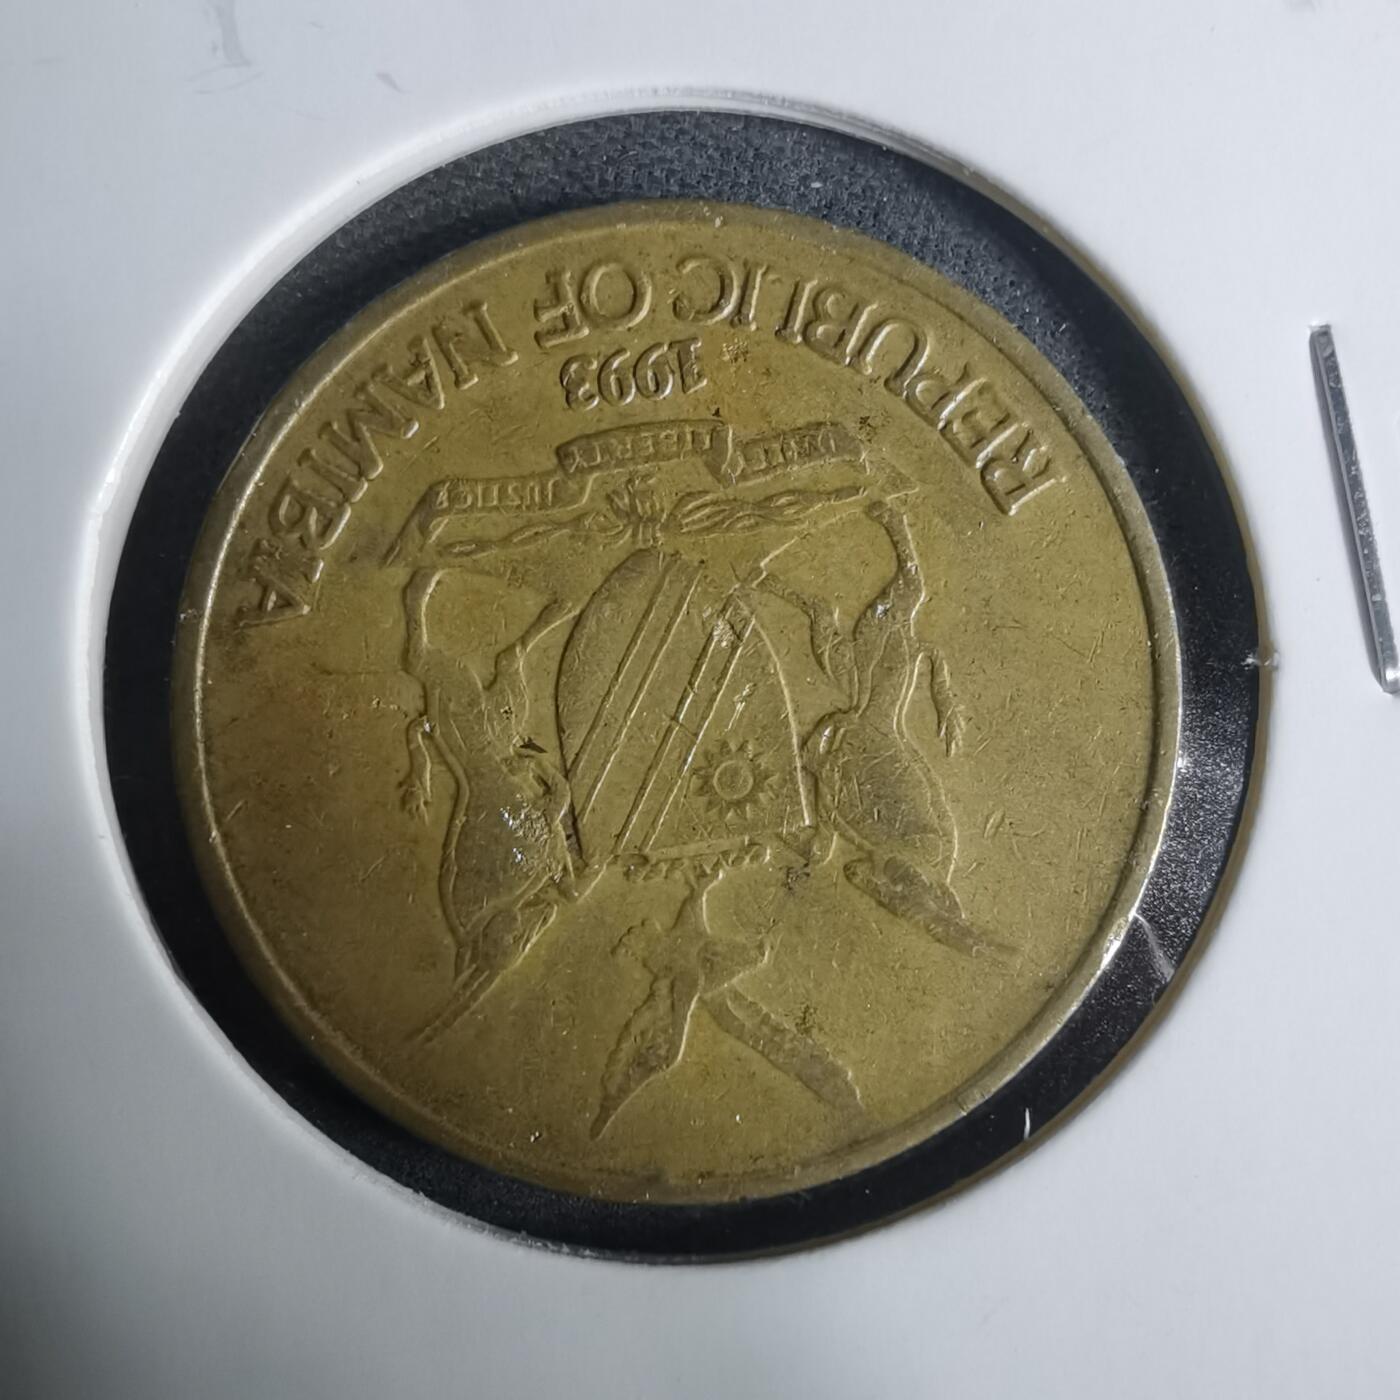 UNITY LIBERTY JUSTICE
1993
REPUBLIC OF NAMIBIA